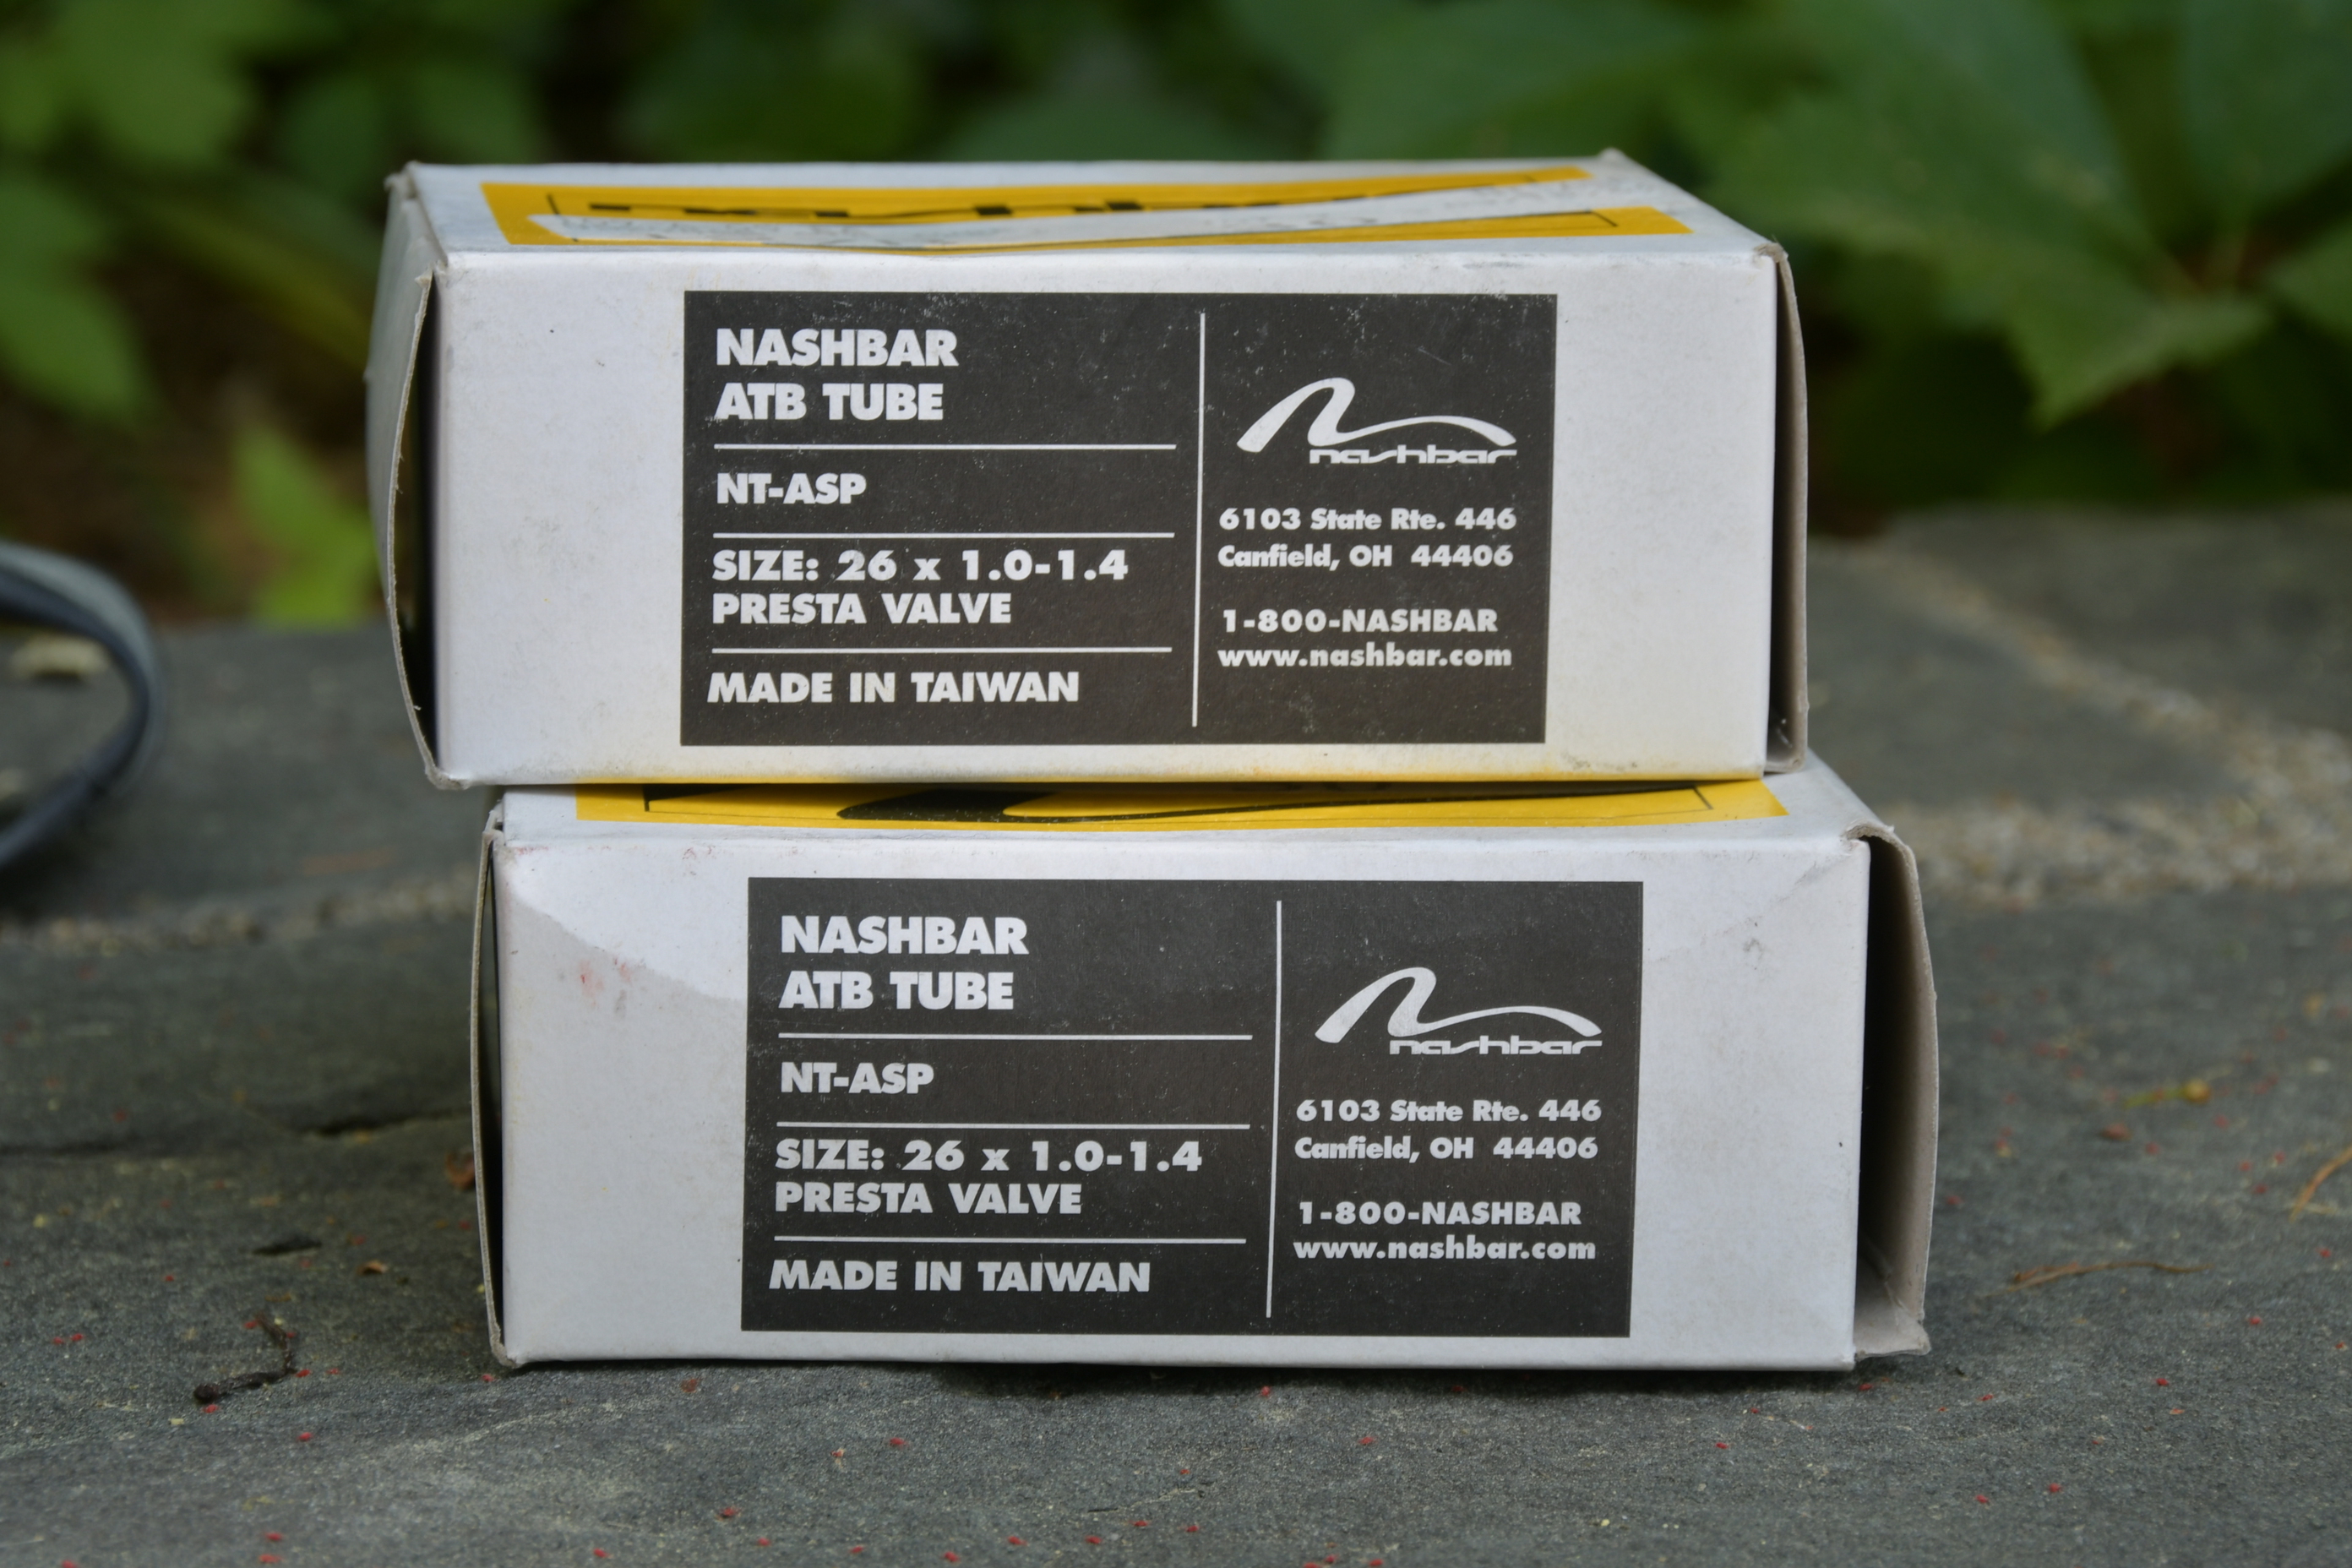 NASHBAR
ATB TUBE
NT-ASP
SIZE: 26 x 1.0-1.4
PRESTA VALVE
MADE IN TAIWAN
nashbar
6103 State Rte. 446
Canfield, OH 44406
1-800-NASHBAR
www.nashbar.com
NASHBAR
ATB TUBE
NT-ASP
SIZE: 26 x 1.0-1.4
PRESTA VALVE
MADE IN TAIWAN
nashbar
6103 State Rte. 446
Canfield, OH 44406
1-800-NASHBAR
www.nashbar.com